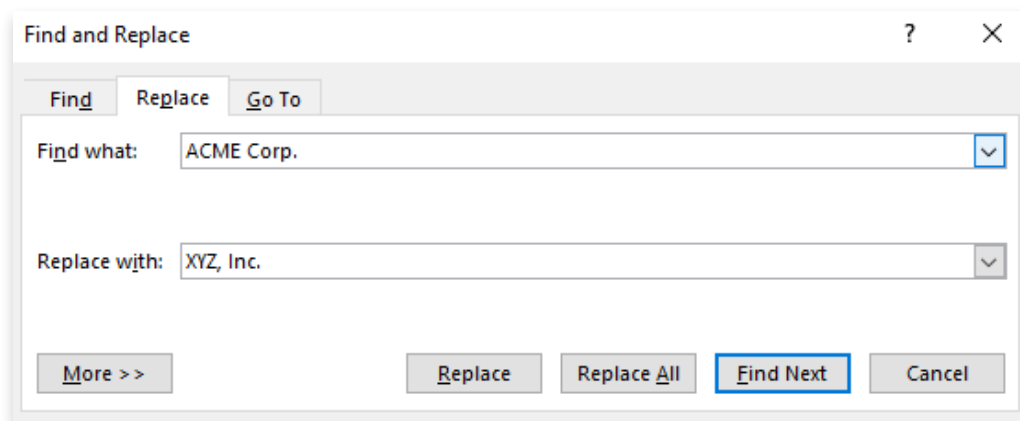 Find and Replace ?
Find Replace Go To
Find what: ACME Corp.
Replace with: XYZ, Inc.
More >> Replace Replace All Find Next Cancel